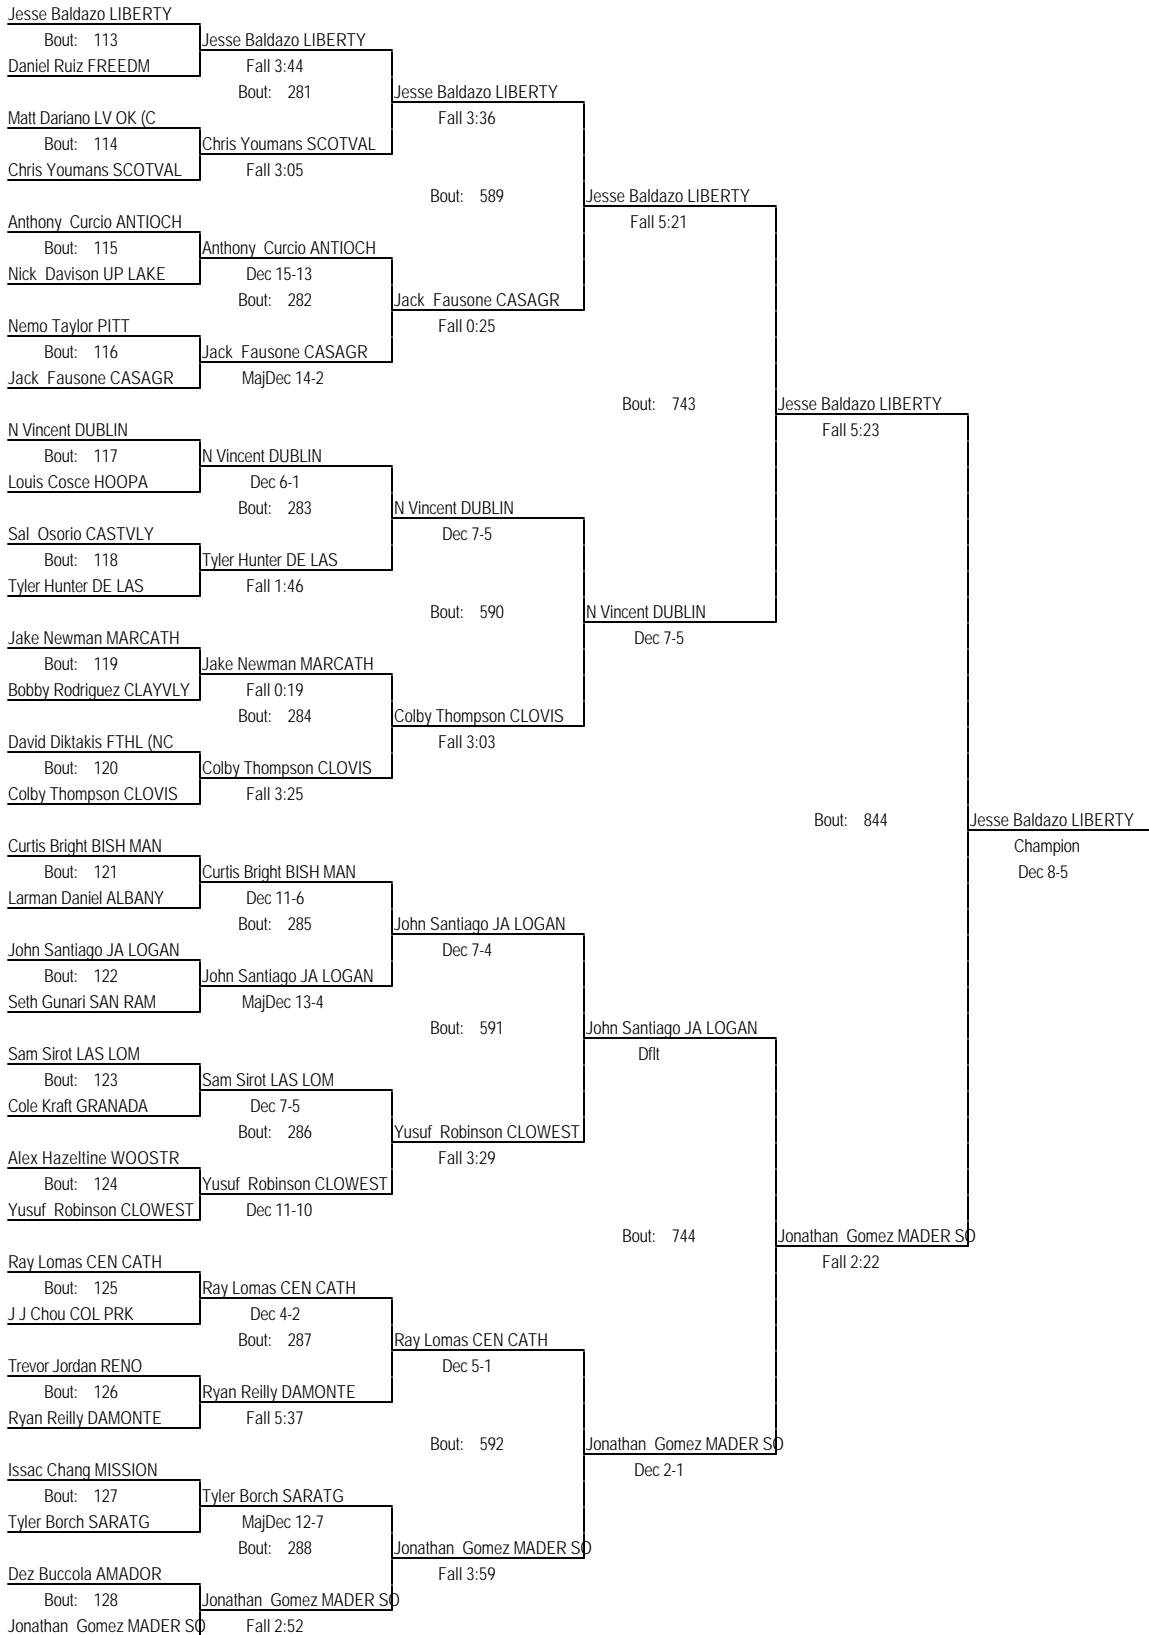 Jesse Baldazo LIBERTY
Bout: 113
Jesse Baldazo LIBERTY
Daniel Ruiz FREEDM
Fall 3:44
Bout: 281
Jesse Baldazo LIBERTY
Matt Dariano LV OK (C
Fall 3:36
Bout: 114
Chris Youmans SCOTVAL
Chris Youmans SCOTVAL
Fall 3:05
Bout: 589
Jesse Baldazo LIBERTY
Anthony Curcio ANTIOCH
Fall 5:21
Bout: 115
Anthony Curcio ANTIOCH
Nick Davison UP LAKE
Dec 15-13
Bout: 282
Jack Fausone CASAGR
Nemo Taylor PITT
Fall 0:25
Bout: 116
Jack Fausone CASAGR
Jack Fausone CASAGR
MajDec 14-2
Bout: 743
Jesse Baldazo LIBERTY
N Vincent DUBLIN
Fall 5:23
Bout: 117
N Vincent DUBLIN
Louis Cosce HOOPA
Dec 6-1
Bout: 283
N Vincent DUBLIN
Sal Osorio CASTVLY
Dec 7-5
Bout: 118
Tyler Hunter DE LAS
Tyler Hunter DE LAS
Fall 1:46
Bout: 590
N Vincent DUBLIN
Jake Newman MARCATH
Dec 7-5
Bout: 119
Jake Newman MARCATH
Bobby Rodriguez CLAYVLY
Fall 0:19
Bout: 284
Colby Thompson CLOVIS
David Diktakis FTHL (NC
Fall 3:03
Bout: 120
Colby Thompson CLOVIS
Colby Thompson CLOVIS
Fall 3:25
Bout: 844
Jesse Baldazo LIBERTY
Curtis Bright BISH MAN
Champion
Bout: 121
Curtis Bright BISH MAN
Dec 8-5
Larman Daniel ALBANY
Dec 11-6
Bout: 285
John Santiago JA LOGAN
John Santiago JA LOGAN
Dec 7-4
Bout: 122
John Santiago JA LOGAN
Seth Gunari SAN RAM
MajDec 13-4
Bout: 591
John Santiago JA LOGAN
Sam Sirot LAS LOM
Dflt
Bout: 123
Sam Sirot LAS LOM
Cole Kraft GRANADA
Dec 7-5
Bout: 286
Yusuf Robinson CLOWEST
Alex Hazeltine WOOSTR
Fall 3:29
Bout: 124
Yusuf Robinson CLOWEST
Yusuf Robinson CLOWEST
Dec 11-10
Bout: 744
Jonathan Gomez MADER SO
Ray Lomas CEN CATH
Fall 2:22
Bout: 125
Ray Lomas CEN CATH
J J Chou COL PRK
Dec 4-2
Bout: 287
Ray Lomas CEN CATH
Trevor Jordan RENO
Dec 5-1
Bout: 126
Ryan Reilly DAMONTE
Ryan Reilly DAMONTE
Fall 5:37
Bout: 592
Jonathan Gomez MADER SO
Issac Chang MISSION
Dec 2-1
Bout: 127
Tyler Borch SARATG
Tyler Borch SARATG
MajDec 12-7
Bout: 288
Jonathan Gomez MADER SO
Dez Buccola AMADOR
Fall 3:59
Bout: 128
Jonathan Gomez MADER SO
Jonathan Gomez MADER SO
Fall 2:52